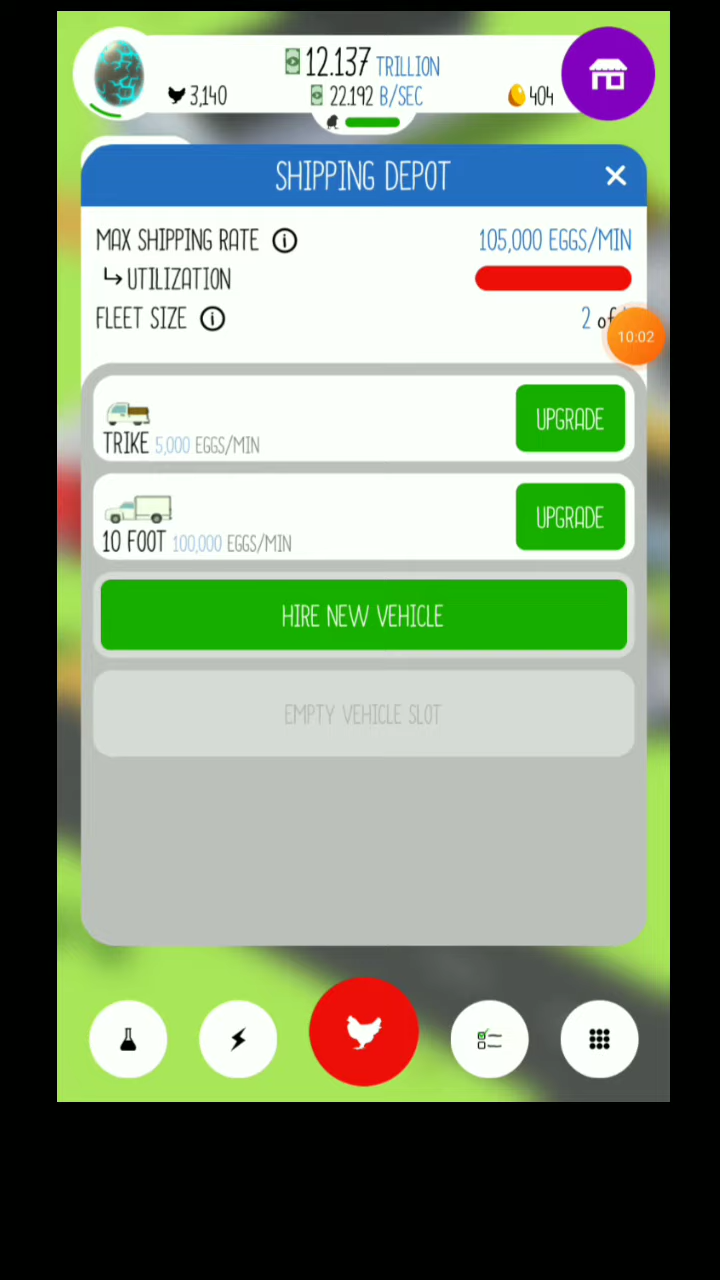 12.137 TRILLION
3,140
22.192 B/SEC
404
SHIPPING DEPOT
MAX SHIPPING RATE
105,000 EGGS/MIN
UTILIZATION
FLEET SIZE
2 of
10:02
TRIKE 5,000 EGGS/MIN
UPGRADE
10 FOOT 100,000 EGGS/MIN
UPGRADE
HIRE NEW VEHICLE
EMPTY VEHICLE SLOT